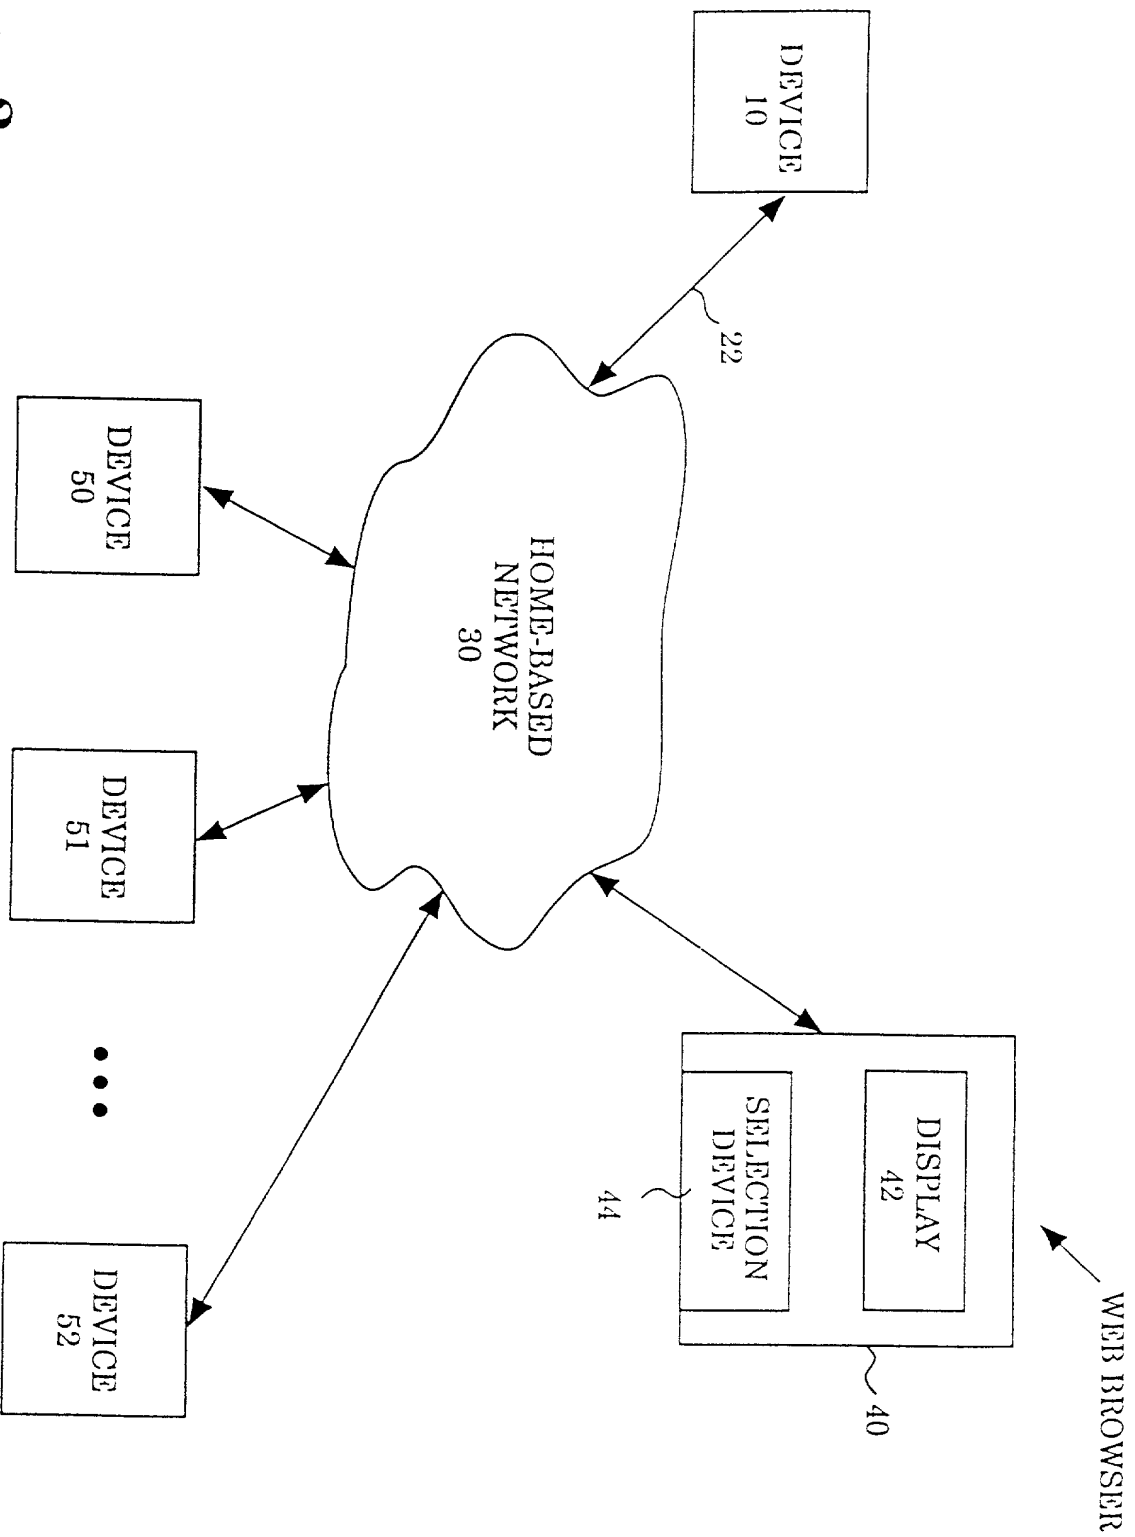 WEB BROWSER
DEVICE
10
22
DISPLAY
42
SELECTION
DEVICE
40
44
HOME-BASED
NETWORK
30
DEVICE
50
DEVICE
51
DEVICE
52